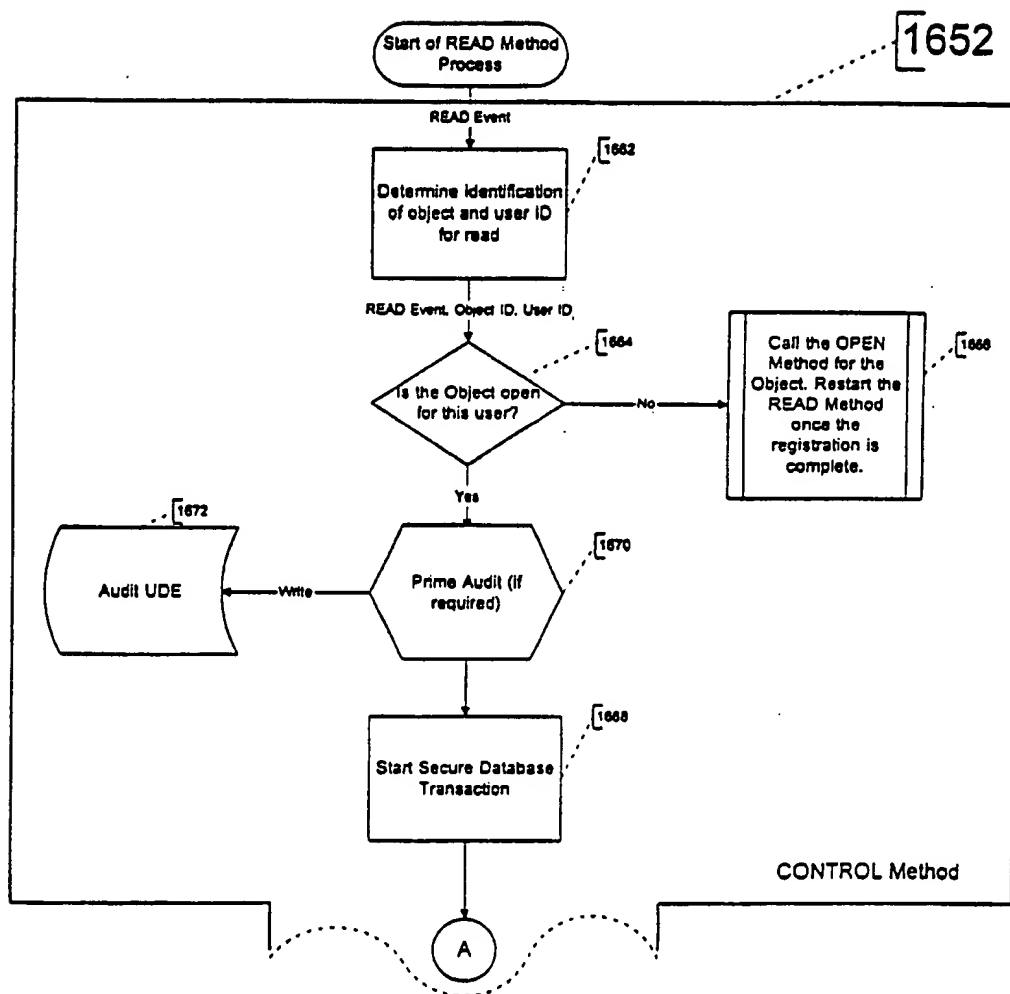 Start of READ Method
Process
1652
READ Event
1662
Determine identification
of object and user ID
for read
READ Event, Object ID, User ID
1664
Is the Object open
for this user?
No
Call the OPEN
Method for the
Object. Restart the
READ Method
once the
registration is
complete.
1666
Yes
1672
Audit UDE
Write
Prime Audit (if
required)
1670
1668
Start Secure Database
Transaction
CONTROL Method
A